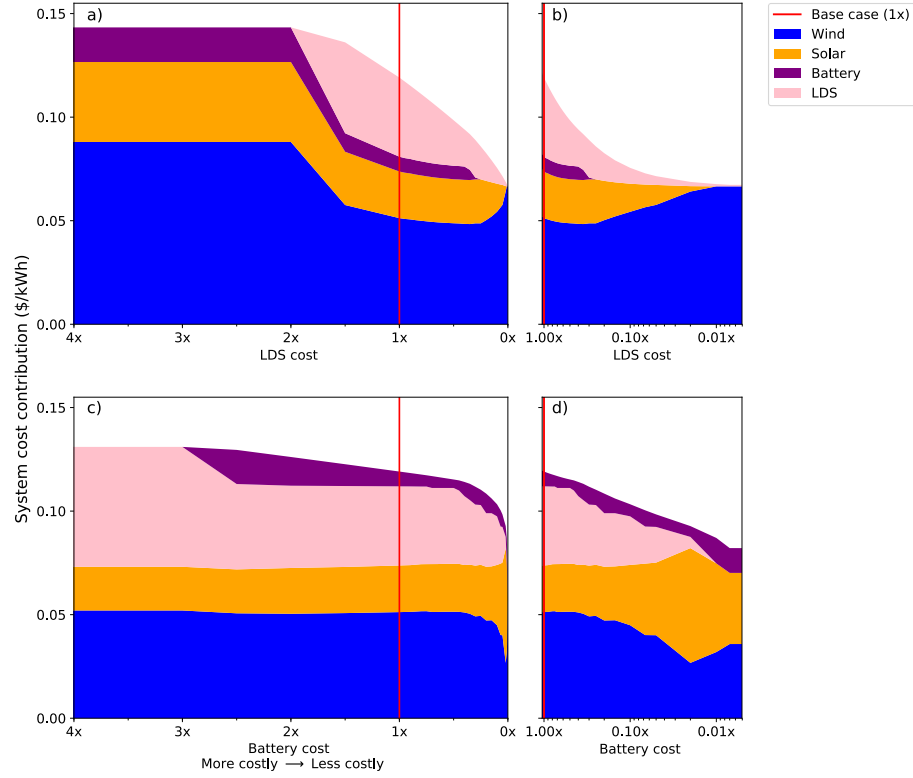 a)
b)
Base case (1x)
Wind
Solar
Battery
LDS
0.15
0.10
0.05
0.00
4x 3x 2x 1x 0x
LDS cost
1.00x 0.10x 0.01x
LDS cost
System cost contribution ($/kWh)
c)
d)
0.15
0.10
0.05
0.00
4x 3x 2x 1x 0x
Battery cost
More costly → Less costly
1.00x 0.10x 0.01x
Battery cost